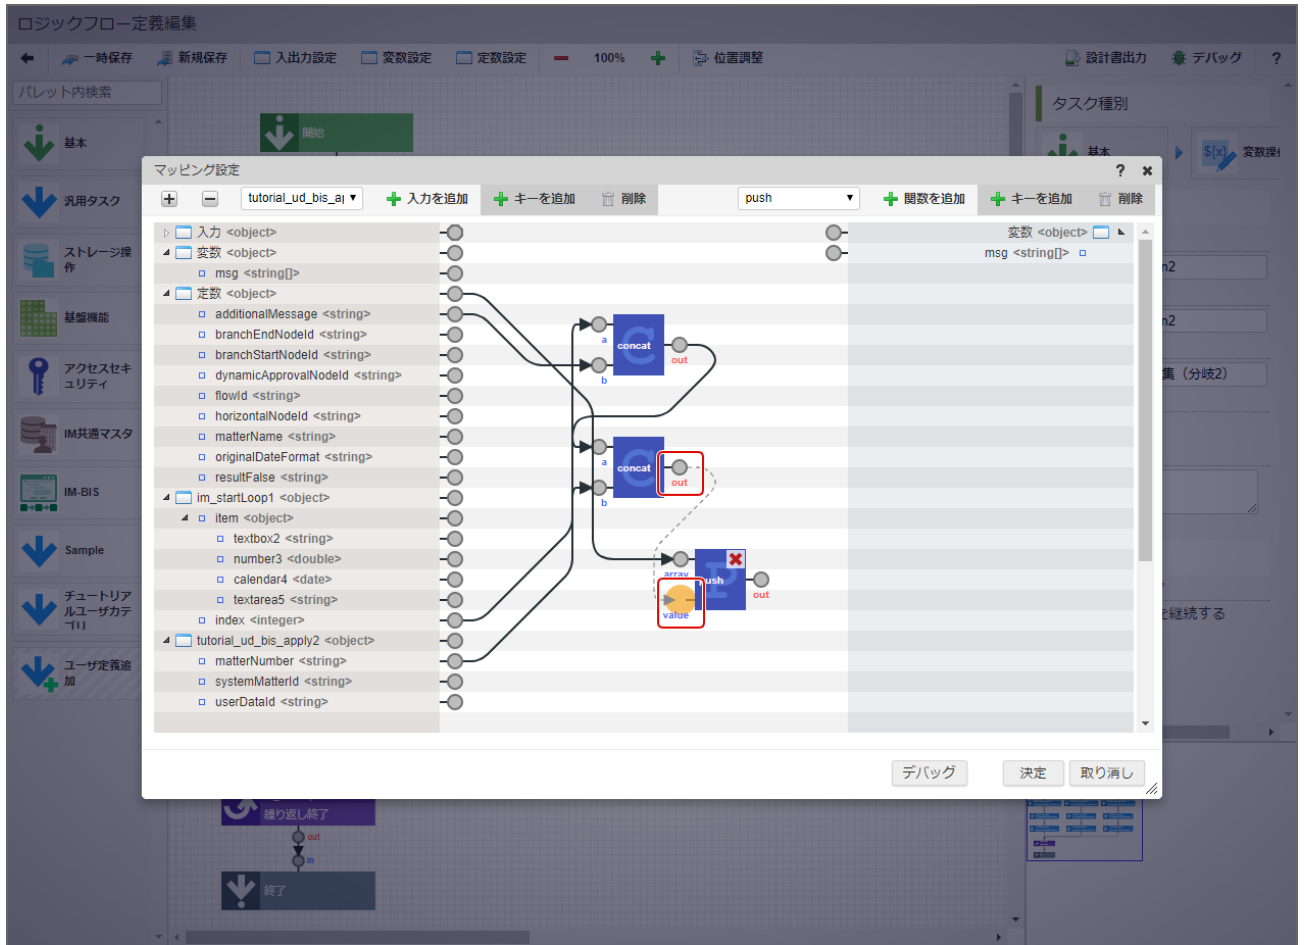 ロジックフロー定義編集
一時保存
新規保存
入出力設定
変数設定
定数設定
100%
位置調整
設計書出力
デバッグ
?
パレット内検索
基本
汎用タスク
ストレージ操
作
基盤機能
アクセスセキ
ュリティ
IM共通マスタ
IM-BIS
Sample
チュートリア
ルユーザカテ
ゴリ
ユーザ定義追
加
開始
タスク種別
基本
${x}
変数操作
マッピング設定
?
tutorial_ud_bis_a
入力を追加
キーを追加
削除
push
関数を追加
キーを追加
削除
入力 <object>
変数 <object>
msg <string[]>
定数 <object>
additionalMessage <string>
branchEndNodeId <string>
branchStartNodeId <string>
dynamicApprovalNodeId <string>
flowId <string>
horizontalNodeId <string>
matterName <string>
originalDateFormat <string>
resultFalse <string>
im_startLoop1 <object>
item <object>
textbox2 <string>
number3 <double>
calendar4 <date>
textarea5 <string>
index <integer>
tutorial_ud_bis_apply2 <object>
matterNumber <string>
systemMatterId <string>
userDataId <string>
変数 <object>
msg <string[]>
a
concat
out
b
a
concat
out
b
array
push
out
value
n2
n2
集（分岐2）
を継続する
デバッグ
決定
取り消し
繰り返し終了
out
in
終了